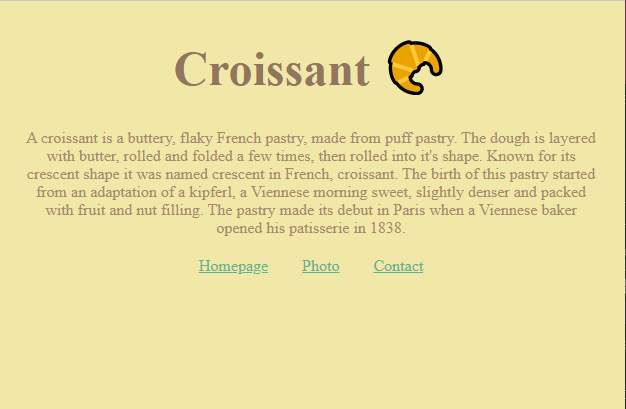 Croissant
A croissant is a buttery, flaky French pastry, made from puff pastry. The dough is layered
with butter, rolled and folded a few times, then rolled into it's shape. Known for its
crescent shape it was named crescent in French, croissant. The birth of this pastry started
from an adaptation of a kipferl, a Viennese morning sweet, slightly denser and packed
with fruit and nut filling. The pastry made its debut in Paris when a Viennese baker
opened his patisserie in 1838.
Homepage Photo Contact